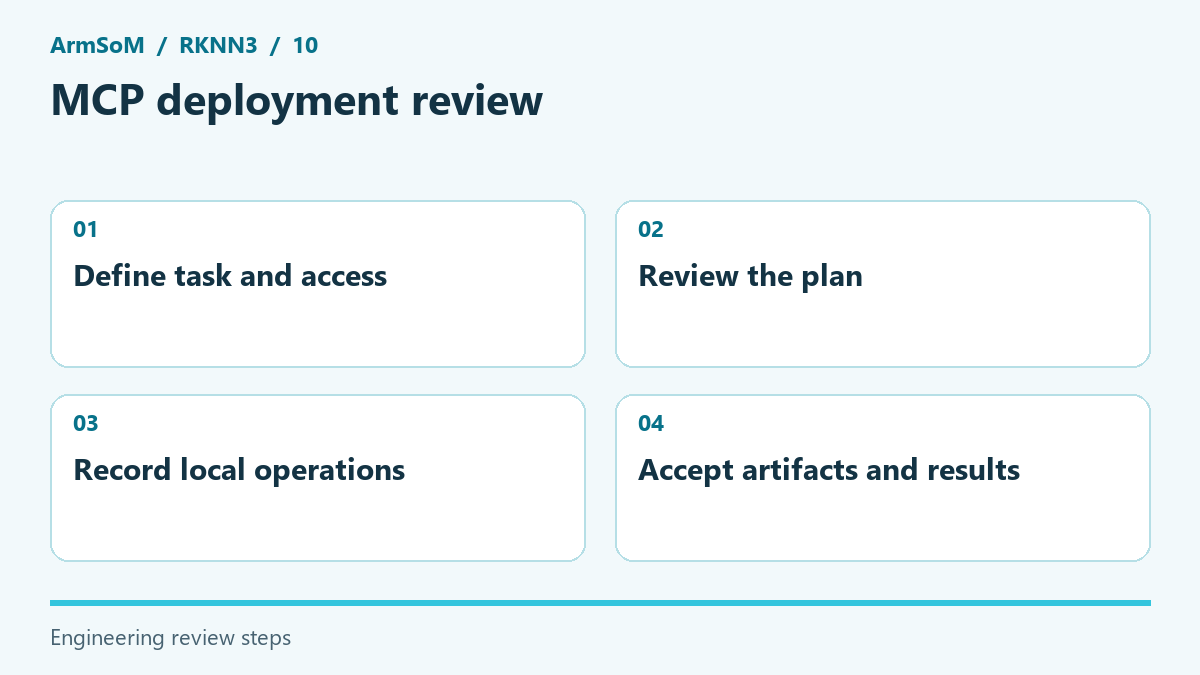 ArmSoM / RKNN3 / 10
MCP deployment review
01
Define task and access
02
Review the plan
03
Record local operations
04
Accept artifacts and results
Engineering review steps